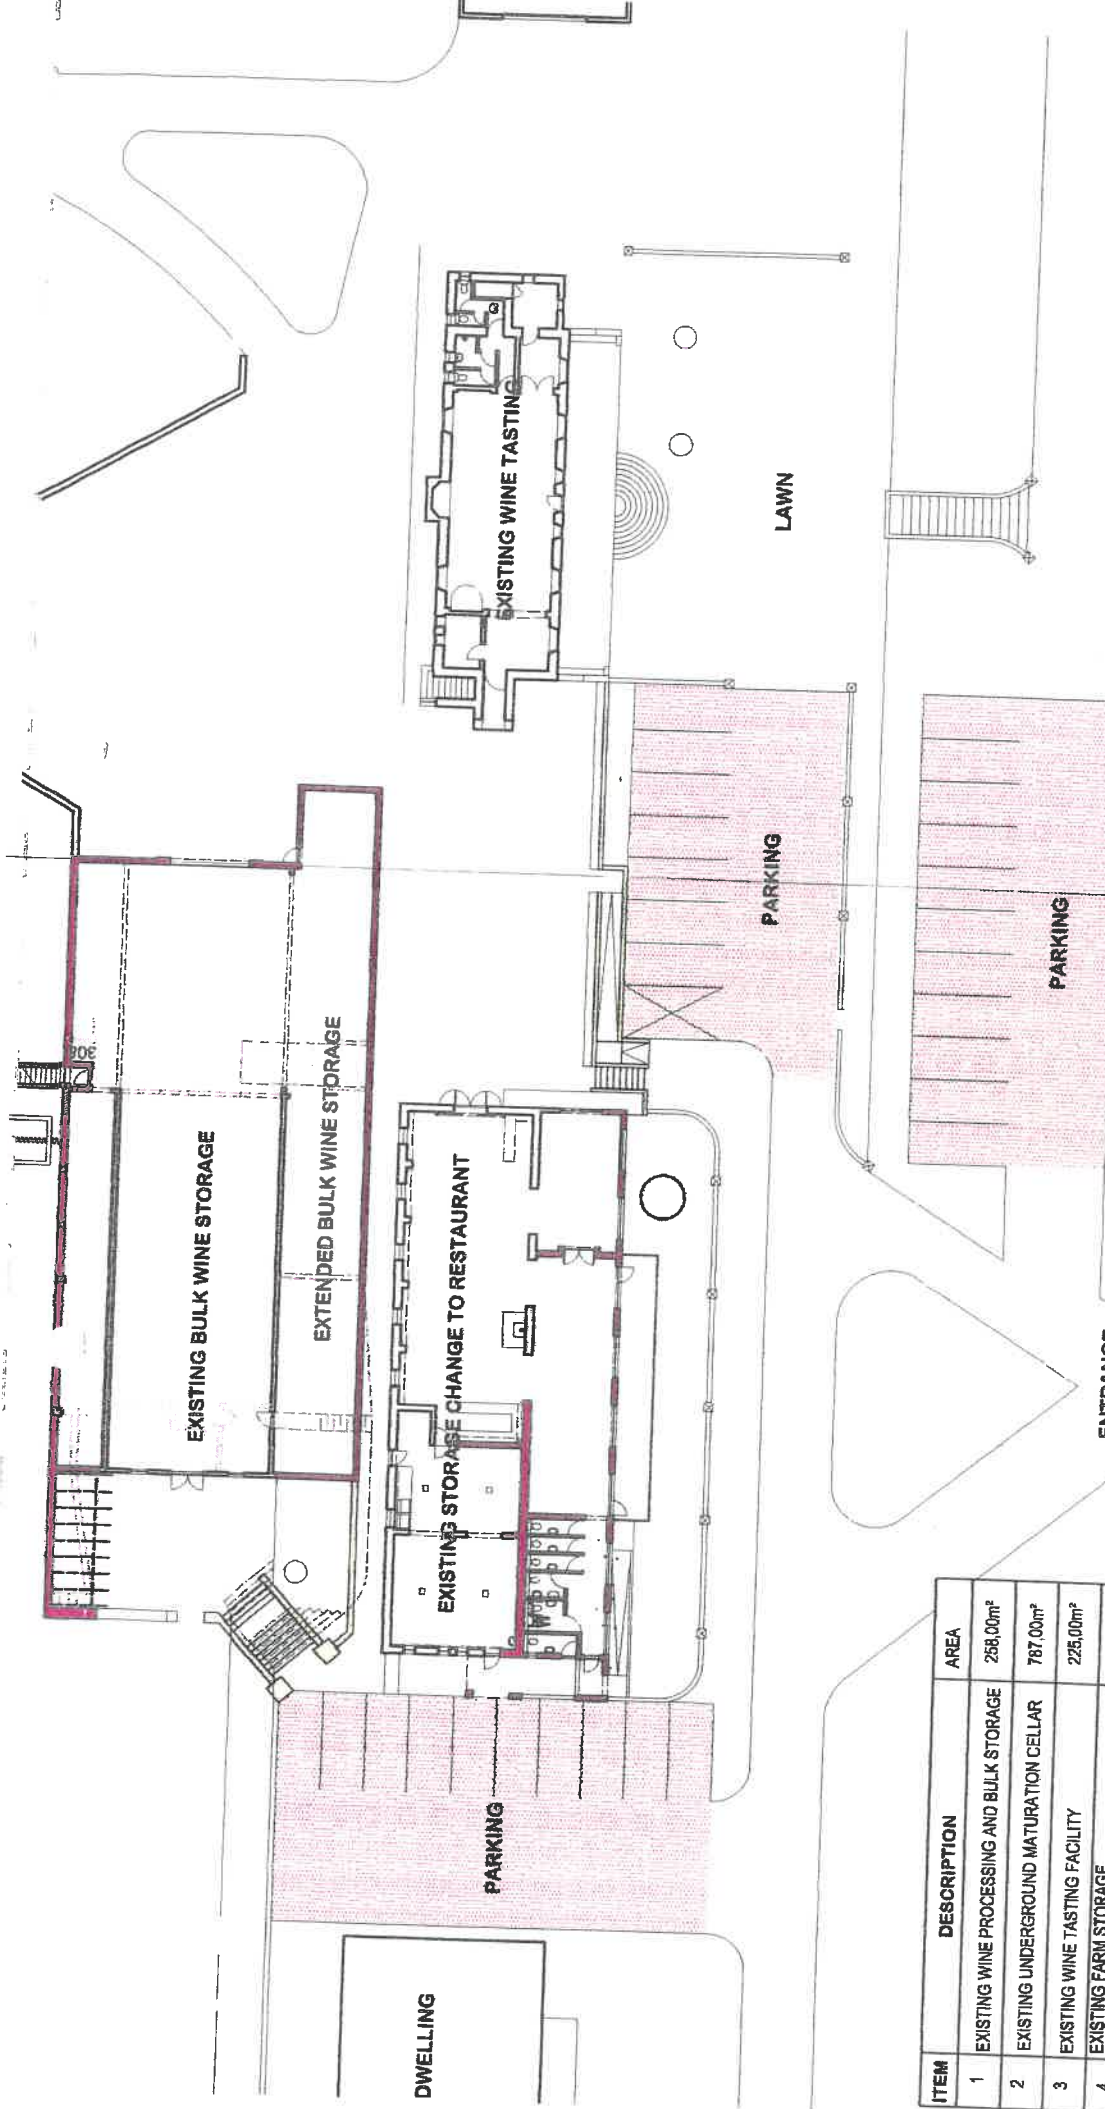 EXISTING BULK WINE STORAGE
EXTENDED BULK WINE STORAGE
EXISTING STORAGE CHANGE TO RESTAURANT
EXISTING WINE TASTING
LAWN
PARKING
PARKING
PARKING
DWELLING
ENTRANCE
ITEM DESCRIPTION AREA
1 EXISTING WINE PROCESSING AND BULK STORAGE 258,00m²
2 EXISTING UNDERGROUND MATURATION CELLAR 787,00m²
3 EXISTING WINE TASTING FACILITY 225,00m²
4 EXISTING FARM STORAGE